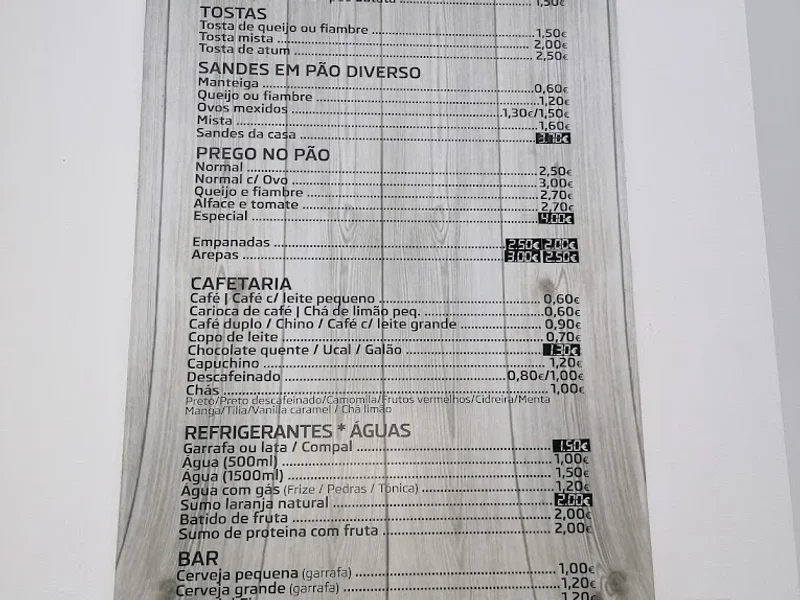 1,50€
TOSTAS
Tosta de queijo ou fiambre 1,50€
Tosta mista 2,00€
Tosta de atum 2,50€
SANDES EM PÃO DIVERSO
Manteiga 0,60€
Queijo ou fiambre 1,20€
Ovos mexidos 1,30€/1,50€
Mista 1,60€
Sandes da casa
PREGO NO PÃO
Normal 2,50€
Normal c/ Ovo 3,00€
Queijo e fiambre 2,70€
Alface e tomate 2,70€
Especial 4.00€
Empanadas 2.50€ 2.00€
Arepas 3.00€ 2.50€
CAFETARIA
Café | Café c/ leite pequeno 0,60€
Carioca de café | Chá de limão peq. 0,60€
Café duplo / Chino / Café c/ leite grande 0,90€
Copo de leite 0,70€
Chocolate quente / Ucal / Galão 1.30€
Capuchino 1,20€
Descafeinado 0,80€/1,00€
Chás 1,00€
Preto/Preto descafeinado/Camomila/Frutos vermelhos/Cidreira/Menta
Manga/Tilia/Vanilla caramel / Chá limão
REFRIGERANTES * ÁGUAS
Garrafa ou lata / Compal 1.50€
Água (500ml) 1,00€
Água (1500ml) 1,50€
Água com gás (Frize / Pedras / Tónica) 1,20€
Sumo laranja natural 2.00€
Batido de fruta 2,00€
Sumo de proteina com fruta 2,00€
BAR
Cerveja pequena (garrafa) 1,00€
Cerveja grande (garrafa) 1,20€
1,20€